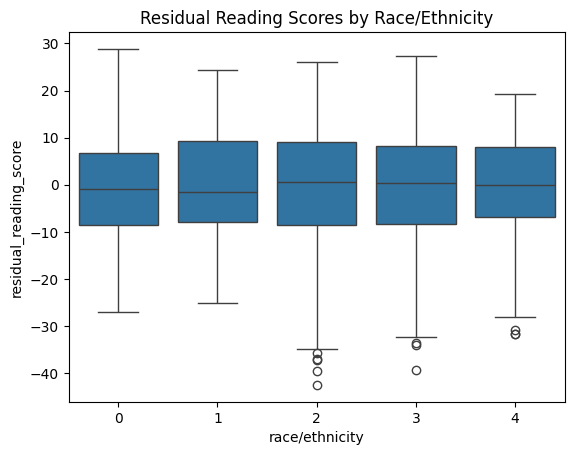 Residual Reading Scores by Race/Ethnicity
30
20
10
0
−10
−20
−30
−40
residual_reading_score
0 1 2 3 4
race/ethnicity